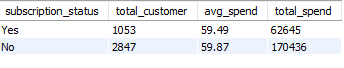 subscription_status total_customer avg_spend total_spend
Yes 1053 59.49 62645
No 2847 59.87 170436